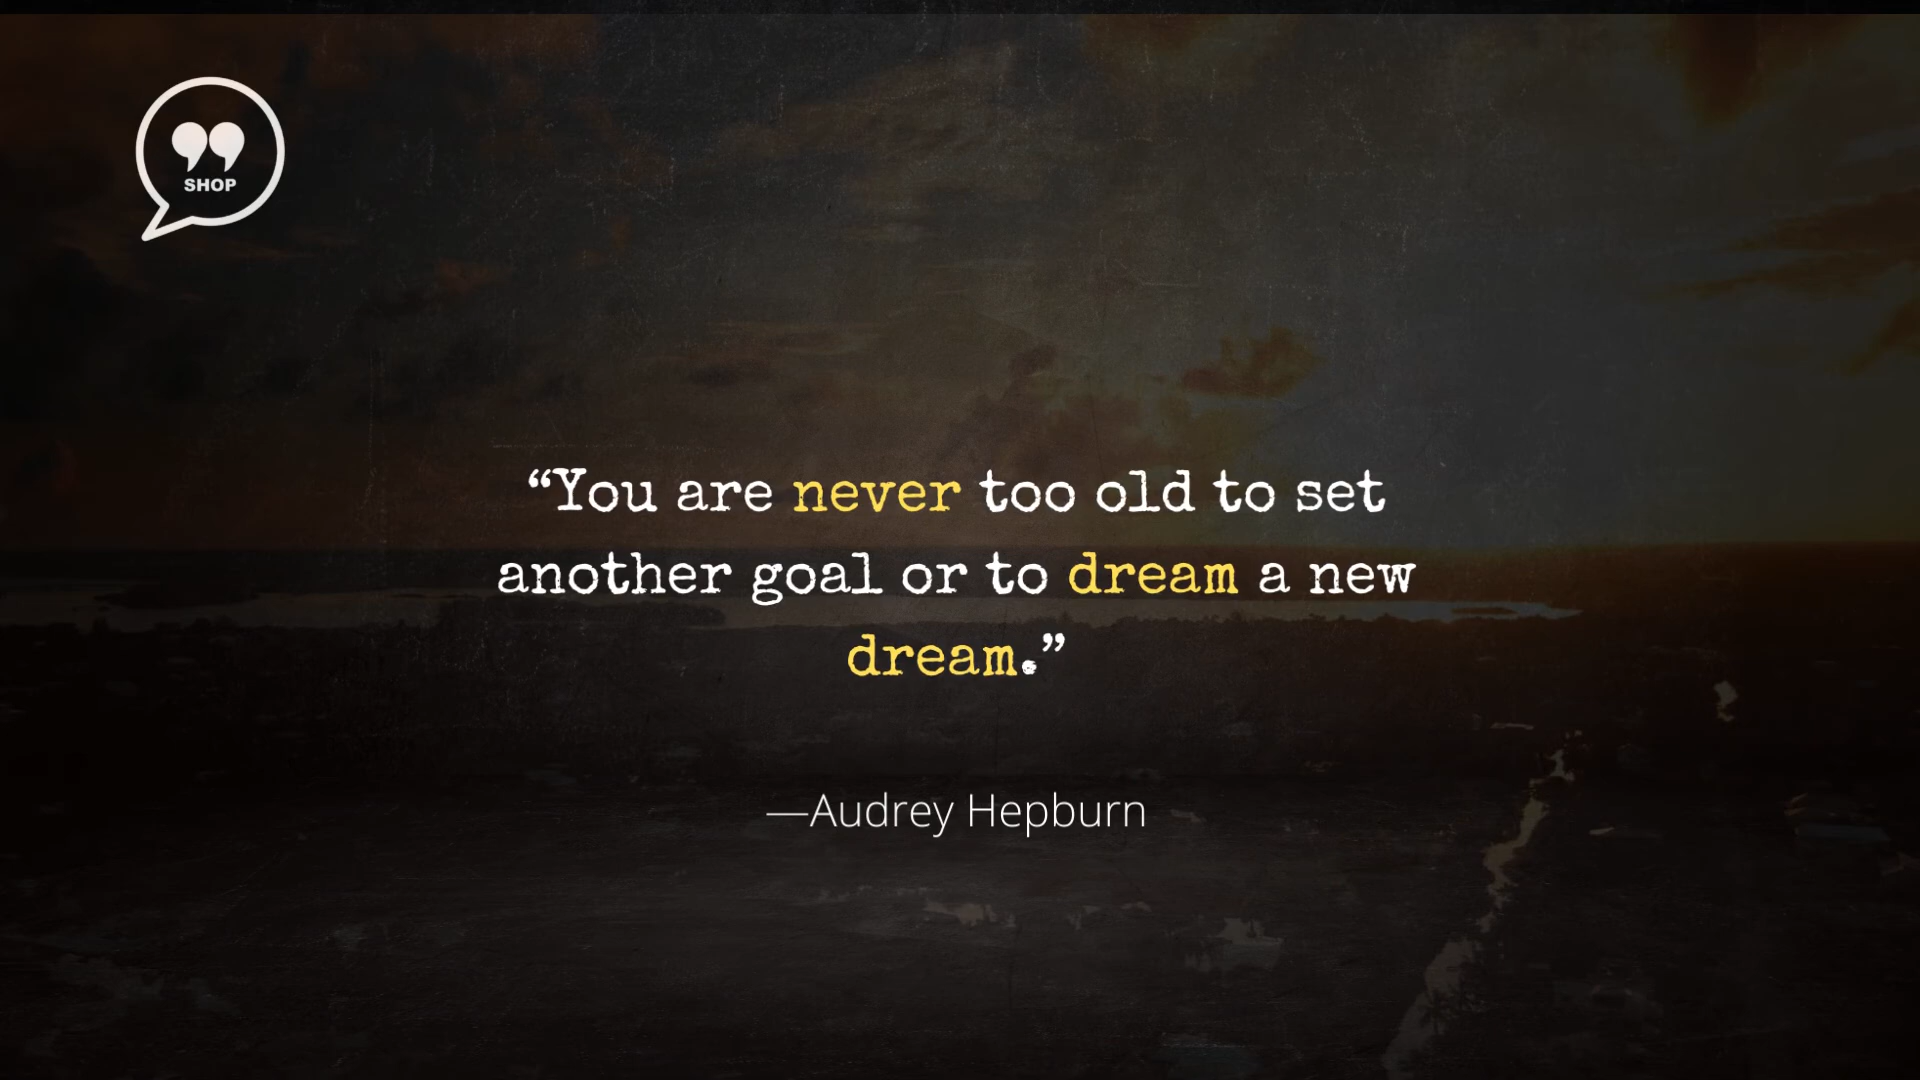 SHOP
“You are never too old to set
another goal or to dream a new
dream.”
—Audrey Hepburn